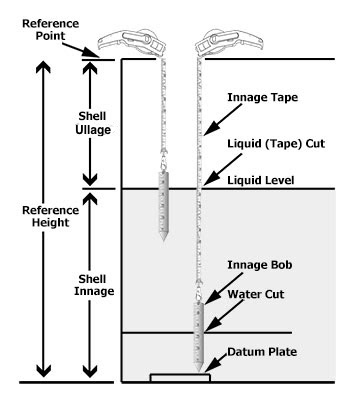 Reference
Point
Shell
Ullage
Reference
Height
Shell
Innage
Innage Tape
Liquid (Tape) Cut
Liquid Level
Innage Bob
Water Cut
Datum Plate